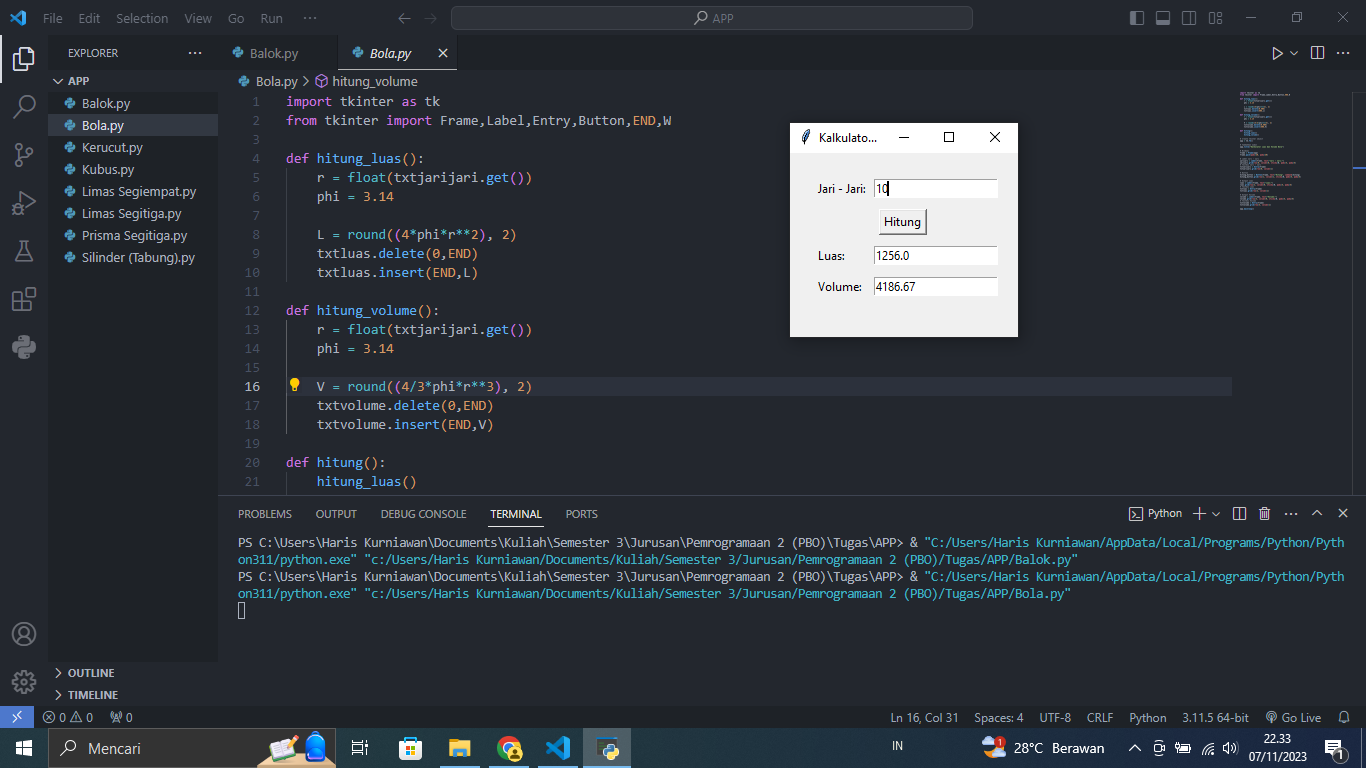 File Edit Selection View Go Run ··· APP
EXPLORER ···
Balok.py
Bola.py
APP
Balok.py
Bola.py
Kerucut.py
Kubus.py
Limas Segiempat.py
Limas Segitiga.py
Prisma Segitiga.py
Silinder (Tabung).py
Bola.py > hitung_volume
1 import tkinter as tk
2 from tkinter import Frame,Label,Entry,Button,END,W
3
4 def hitung_luas():
5 r = float(txtjarijari.get())
6 phi = 3.14
7
8 L = round((4*phi*r**2), 2)
9 txtluas.delete(0,END)
10 txtluas.insert(END,L)
11
12 def hitung_volume():
13 r = float(txtjarijari.get())
14 phi = 3.14
15
16 V = round((4/3*phi*r**3), 2)
17 txtvolume.delete(0,END)
18 txtvolume.insert(END,V)
19
20 def hitung():
21 hitung_luas()
Kalkulato...
Jari - Jari: 10
Hitung
Luas: 1256.0
Volume: 4186.67
PROBLEMS OUTPUT DEBUG CONSOLE TERMINAL PORTS
Python
PS C:\Users\Haris Kurniawan\Documents\Kuliah\Semester 3\Jurusan\Pemrogramaan 2 (PBO)\Tugas\APP> & "C:/Users/Haris Kurniawan/AppData/Local/Programs/Python/Pyth
on311/python.exe" "c:/Users/Haris Kurniawan/Documents/Kuliah/Semester 3/Jurusan/Pemrogramaan 2 (PBO)/Tugas/APP/Balok.py"
PS C:\Users\Haris Kurniawan\Documents\Kuliah\Semester 3\Jurusan\Pemrogramaan 2 (PBO)\Tugas\APP> & "C:/Users/Haris Kurniawan/AppData/Local/Programs/Python/Pyth
on311/python.exe" "c:/Users/Haris Kurniawan/Documents/Kuliah/Semester 3/Jurusan/Pemrogramaan 2 (PBO)/Tugas/APP/Bola.py"
OUTLINE
TIMELINE
0 0 0
Ln 16, Col 31 Spaces: 4 UTF-8 CRLF Python 3.11.5 64-bit Go Live
Mencari
IN
1
28°C Berawan
22.33
07/11/2023
1